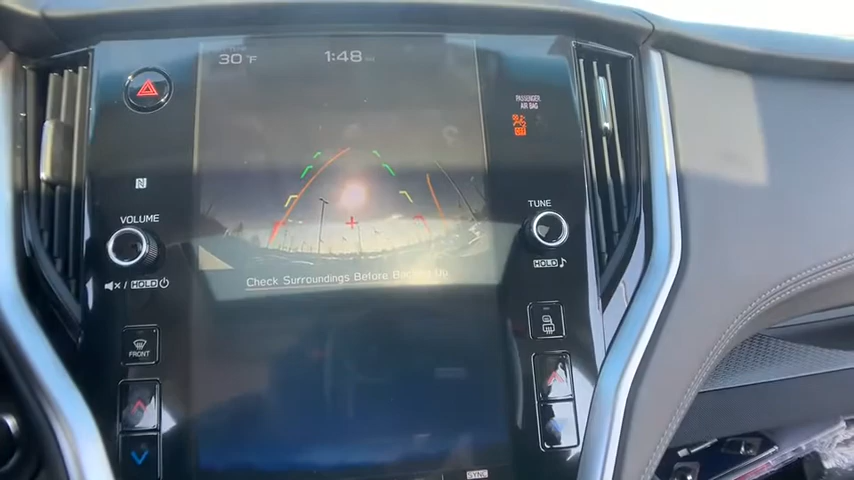 30°F
1:48
PASSENGER
AIR BAG
VOLUME
TUNE
HOLD
HOLD
Check Surroundings Before Backing Up
FRONT
SYNC